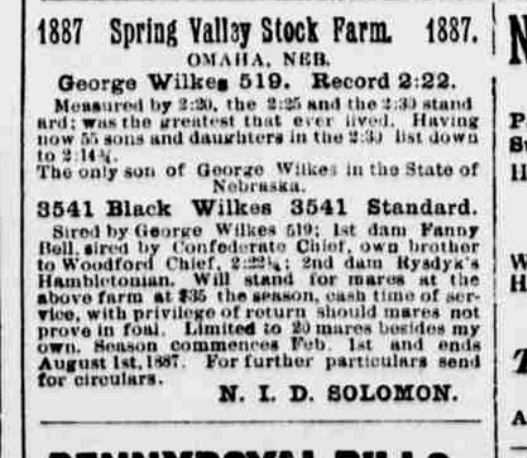 1887 Spring Valley Stock Farm. 1887.
OMAHA, NEB.
George Wilkes 519. Record 2:22.
Measured by 2:20, the 2:25 and the 2:30 stand
ard; was the greatest that ever lived. Having
now 55 sons and daughters in the 2:30 list down
to 2:14¾.
The only son of George Wilkes in the State of
Nebraska.
3541 Black Wilkes 3541 Standard.
Sired by George Wilkes 519; 1st dam Fanny
Bell, sired by Confederate Chief, own brother
to Woodford Chief, 2:22¼; 2nd dam Rysdyk's
Hambletonian. Will stand for mares at the
above farm at $35 the season, cash time of ser-
vice, with privilege of return should mares not
prove in foal. Limited to 20 mares besides my
own. Season commences Feb. 1st and ends
August 1st, 1887. For further particulars send
for circulars.
N. I. D. SOLOMON.